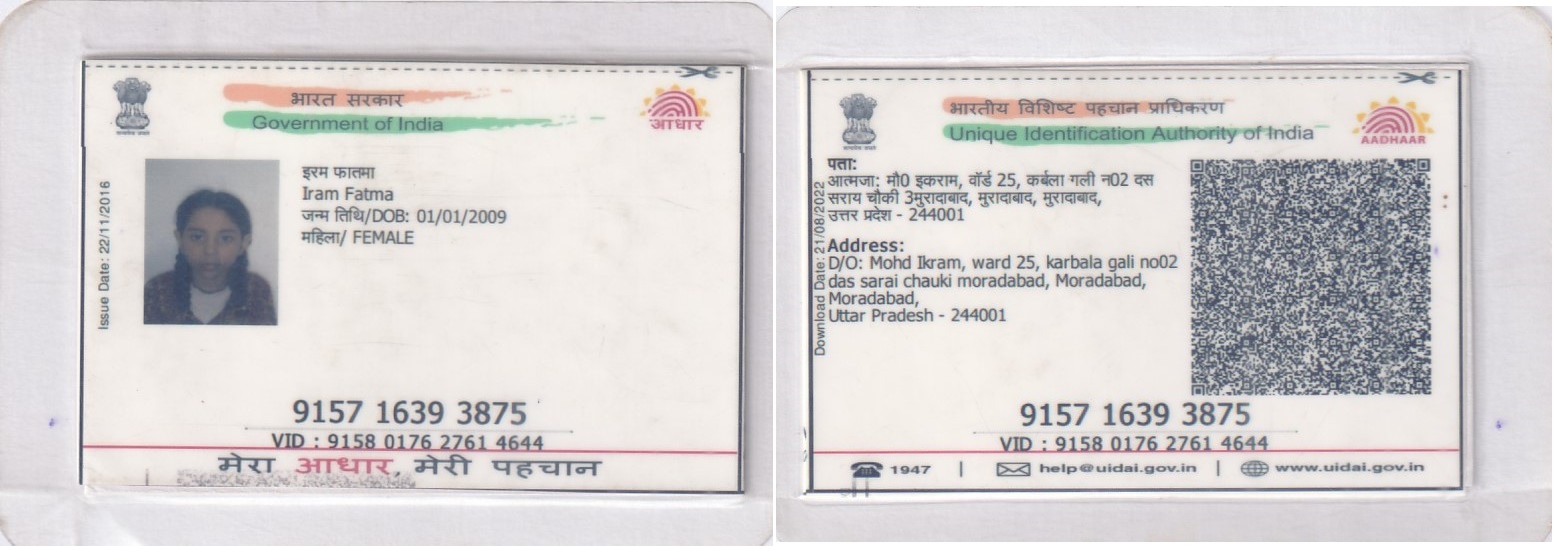 भारत सरकार
Government of India
आधार
Issue Date: 22/11/2016
इरम फातमा
Iram Fatma
जन्म तिथि/DOB: 01/01/2009
महिला/ FEMALE
9157 1639 3875
VID : 9158 0176 2761 4644
मेरा आधार, मेरी पहचान
भारतीय विशिष्ट पहचान प्राधिकरण
Unique Identification Authority of India
AADHAAR
Download Date: 21/08/2022
पता:
आत्मजा: मौ0 इकराम, वॉर्ड 25, कर्बला गली न02 दस
सराय चौकी 3मुरादाबाद, मुरादाबाद, मुरादाबाद,
उत्तर प्रदेश - 244001
Address:
D/O: Mohd Ikram, ward 25, karbala gali no02
das sarai chauki moradabad, Moradabad,
Moradabad,
Uttar Pradesh - 244001
9157 1639 3875
VID : 9158 0176 2761 4644
1947 | help@uidai.gov.in | www.uidai.gov.in